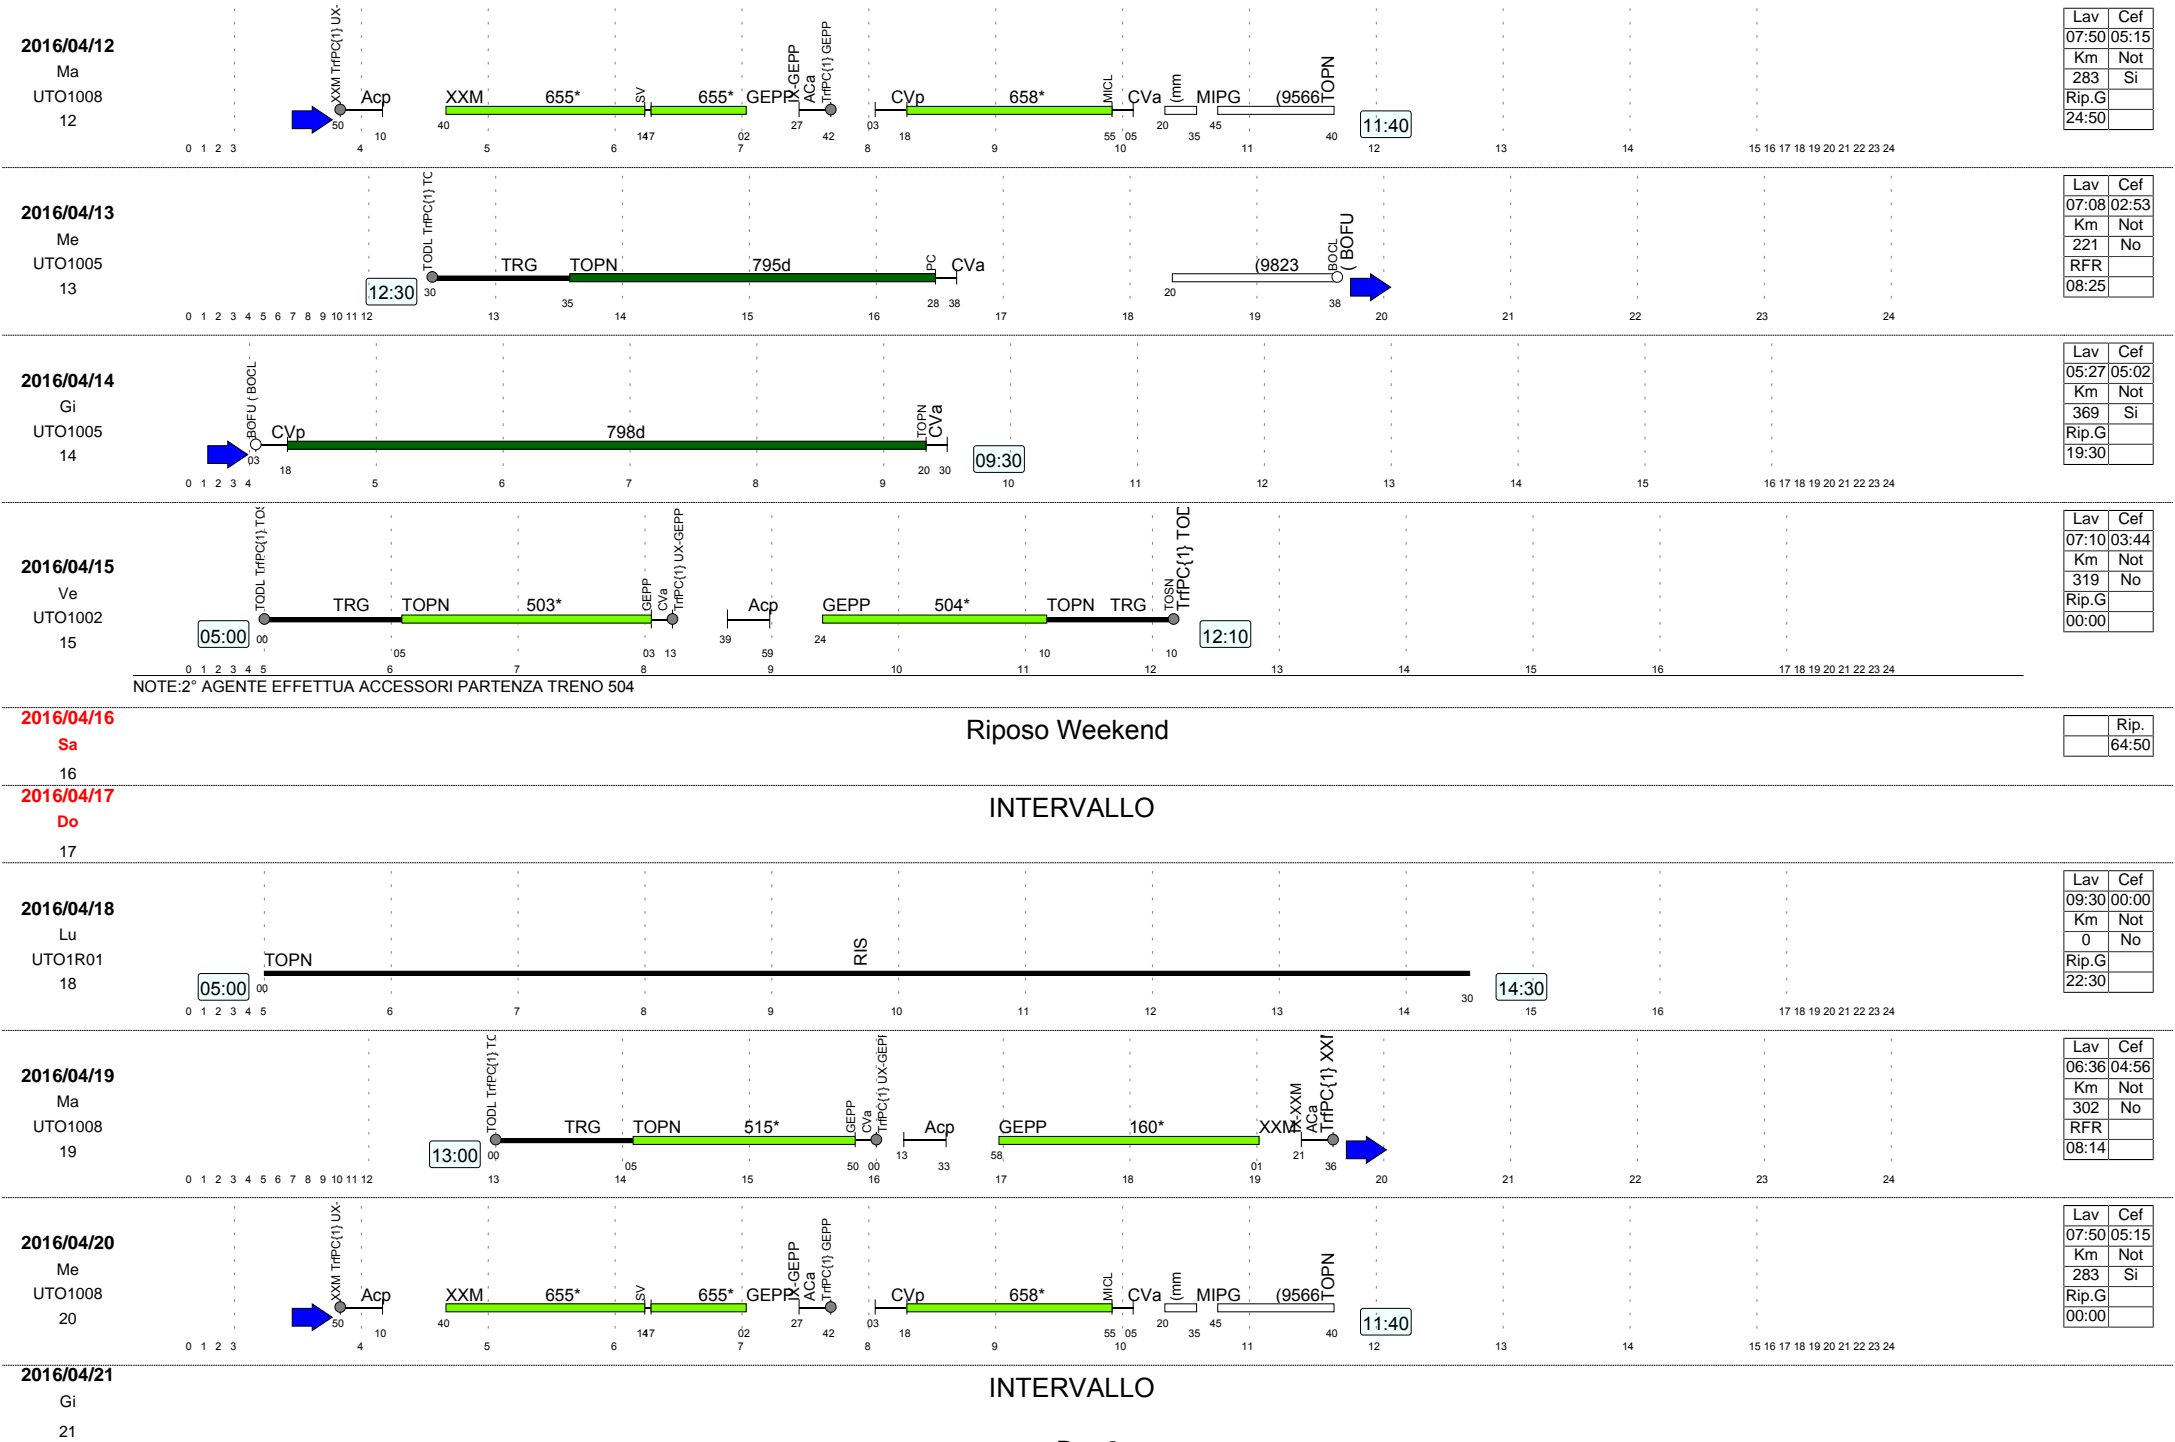 2016/04/12
Ma
UTO1008
12
XXM TrfPC{1} UX-
Acp
XXM 655* SV 655* GEPP
IX-GEPP
ACa
TrfPC{1} GEPP
CVp 658* MICL CVa (mm MIPG (9566 TOPN
50 10 40 14 47 02 27 42 03 18 55 05 20 35 45 40
11:40
0 1 2 3 4 5 6 7 8 9 10 11 12 13 14 15 16 17 18 19 20 21 22 23 24
Lav Cef
07:50 05:15
Km Not
283 Si
Rip.G
24:50
2016/04/13
Me
UTO1005
13
TODL TrfPC{1} TO
TRG TOPN 795d PC CVa (9823 BOCL ( BOFU
12:30
30 35 28 38 20 38
0 1 2 3 4 5 6 7 8 9 10 11 12 13 14 15 16 17 18 19 20 21 22 23 24
Lav Cef
07:08 02:53
Km Not
221 No
RFR
08:25
2016/04/14
Gi
UTO1005
14
BOFU ( BOCL
CVp 798d TOPN CVa
03 18 20 30
09:30
0 1 2 3 4 5 6 7 8 9 10 11 12 13 14 15 16 17 18 19 20 21 22 23 24
Lav Cef
05:27 05:02
Km Not
369 Si
Rip.G
19:30
2016/04/15
Ve
UTO1002
15
TODL TrfPC{1} TOS
TRG TOPN 503* GEPP CVa TrfPC{1} UX-GEPP
Acp GEPP 504* TOPN TRG TOSN TrfPC{1} TOD
05:00
00 05 03 13 39 59 24 10 10
12:10
0 1 2 3 4 5 6 7 8 9 10 11 12 13 14 15 16 17 18 19 20 21 22 23 24
Lav Cef
07:10 03:44
Km Not
319 No
Rip.G
00:00
NOTE:2° AGENTE EFFETTUA ACCESSORI PARTENZA TRENO 504
2016/04/16
Sa
16
Riposo Weekend
Rip.
64:50
2016/04/17
Do
17
INTERVALLO
2016/04/18
Lu
UTO1R01
18
TOPN RIS
05:00
00 30
14:30
0 1 2 3 4 5 6 7 8 9 10 11 12 13 14 15 16 17 18 19 20 21 22 23 24
Lav Cef
09:30 00:00
Km Not
0 No
Rip.G
22:30
2016/04/19
Ma
UTO1008
19
TODL TrfPC{1} TO
TRG TOPN 515* GEPP CVa TrfPC{1} UX-GEPP
Acp GEPP 160* XXM IX-XXM ACa TrfPC{1} XXM
13:00
00 05 50 00 13 33 58 01 21 36
0 1 2 3 4 5 6 7 8 9 10 11 12 13 14 15 16 17 18 19 20 21 22 23 24
Lav Cef
06:36 04:56
Km Not
302 No
RFR
08:14
2016/04/20
Me
UTO1008
20
XXM TrfPC{1} UX-
Acp
XXM 655* SV 655* GEPP
IX-GEPP
ACa
TrfPC{1} GEPP
CVp 658* MICL CVa (mm MIPG (9566 TOPN
50 10 40 14 47 02 27 42 03 18 55 05 20 35 45 40
11:40
0 1 2 3 4 5 6 7 8 9 10 11 12 13 14 15 16 17 18 19 20 21 22 23 24
Lav Cef
07:50 05:15
Km Not
283 Si
Rip.G
00:00
2016/04/21
Gi
21
INTERVALLO